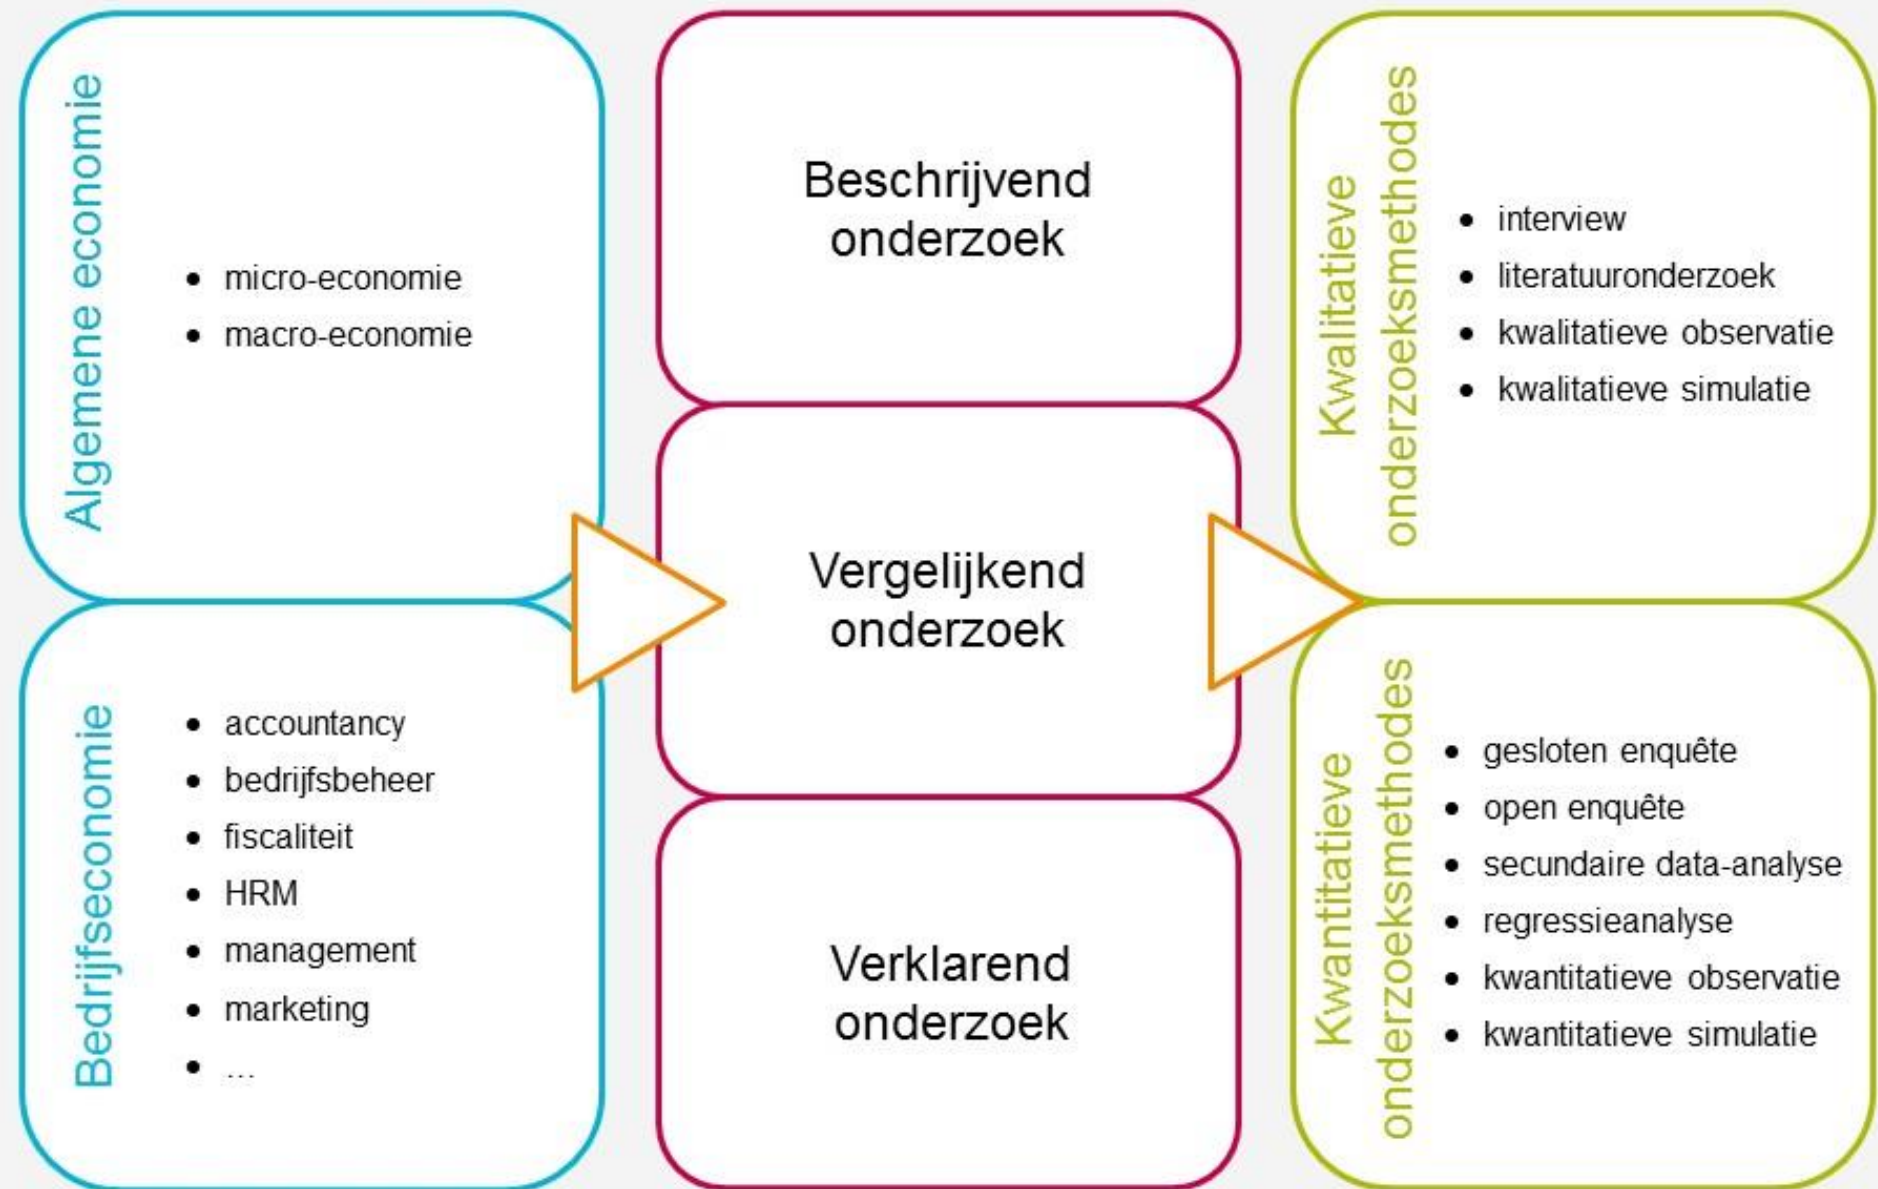 Algemene economie
• micro-economie
• macro-economie
Bedrijfseconomie
• accountancy
• bedrijfsbeheer
• fiscaliteit
• HRM
• management
• marketing
• ...
Beschrijvend
onderzoek
Vergelijkend
onderzoek
Verklarend
onderzoek
Kwalitatieve
onderzoeksmethodes
• interview
• literatuuronderzoek
• kwalitatieve observatie
• kwalitatieve simulatie
Kwantitatieve
onderzoeksmethodes
• gesloten enquête
• open enquête
• secundaire data-analyse
• regressieanalyse
• kwantitatieve observatie
• kwantitatieve simulatie